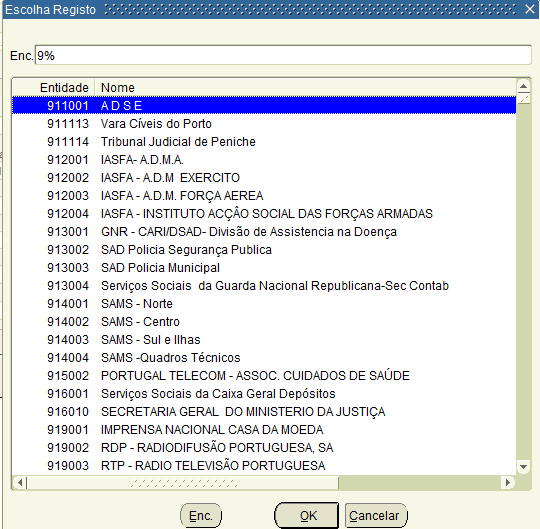 Escolha Registo
Enc. 9%
Entidade Nome
911001 A D S E
911113 Vara Cíveis do Porto
911114 Tribunal Judicial de Peniche
912001 IASFA- A.D.M.A.
912002 IASFA - A.D.M  EXERCITO
912003 IASFA - A.D.M. FORÇA AEREA
912004 IASFA - INSTITUTO ACÇÂO SOCIAL DAS FORÇAS ARMADAS
913001 GNR - CARI/DSAD- Divisão de Assistencia na Doença
913002 SAD Policia Segurança Publica
913003 SAD Policia Municipal
913004 Serviços Sociais  da Guarda Nacional Republicana-Sec Contab
914001 SAMS - Norte
914002 SAMS - Centro
914003 SAMS - Sul e Ilhas
914004 SAMS -Quadros Técnicos
915002 PORTUGAL TELECOM - ASSOC. CUIDADOS DE SAÚDE
916001 Serviços Sociais da Caixa Geral Depósitos
916010 SECRETARIA GERAL  DO MINISTERIO DA JUSTIÇA
919001 IMPRENSA NACIONAL CASA DA MOEDA
919002 RDP - RADIODIFUSÃO PORTUGUESA, SA
919003 RTP - RADIO TELEVISÃO PORTUGUESA
Enc. OK Cancelar